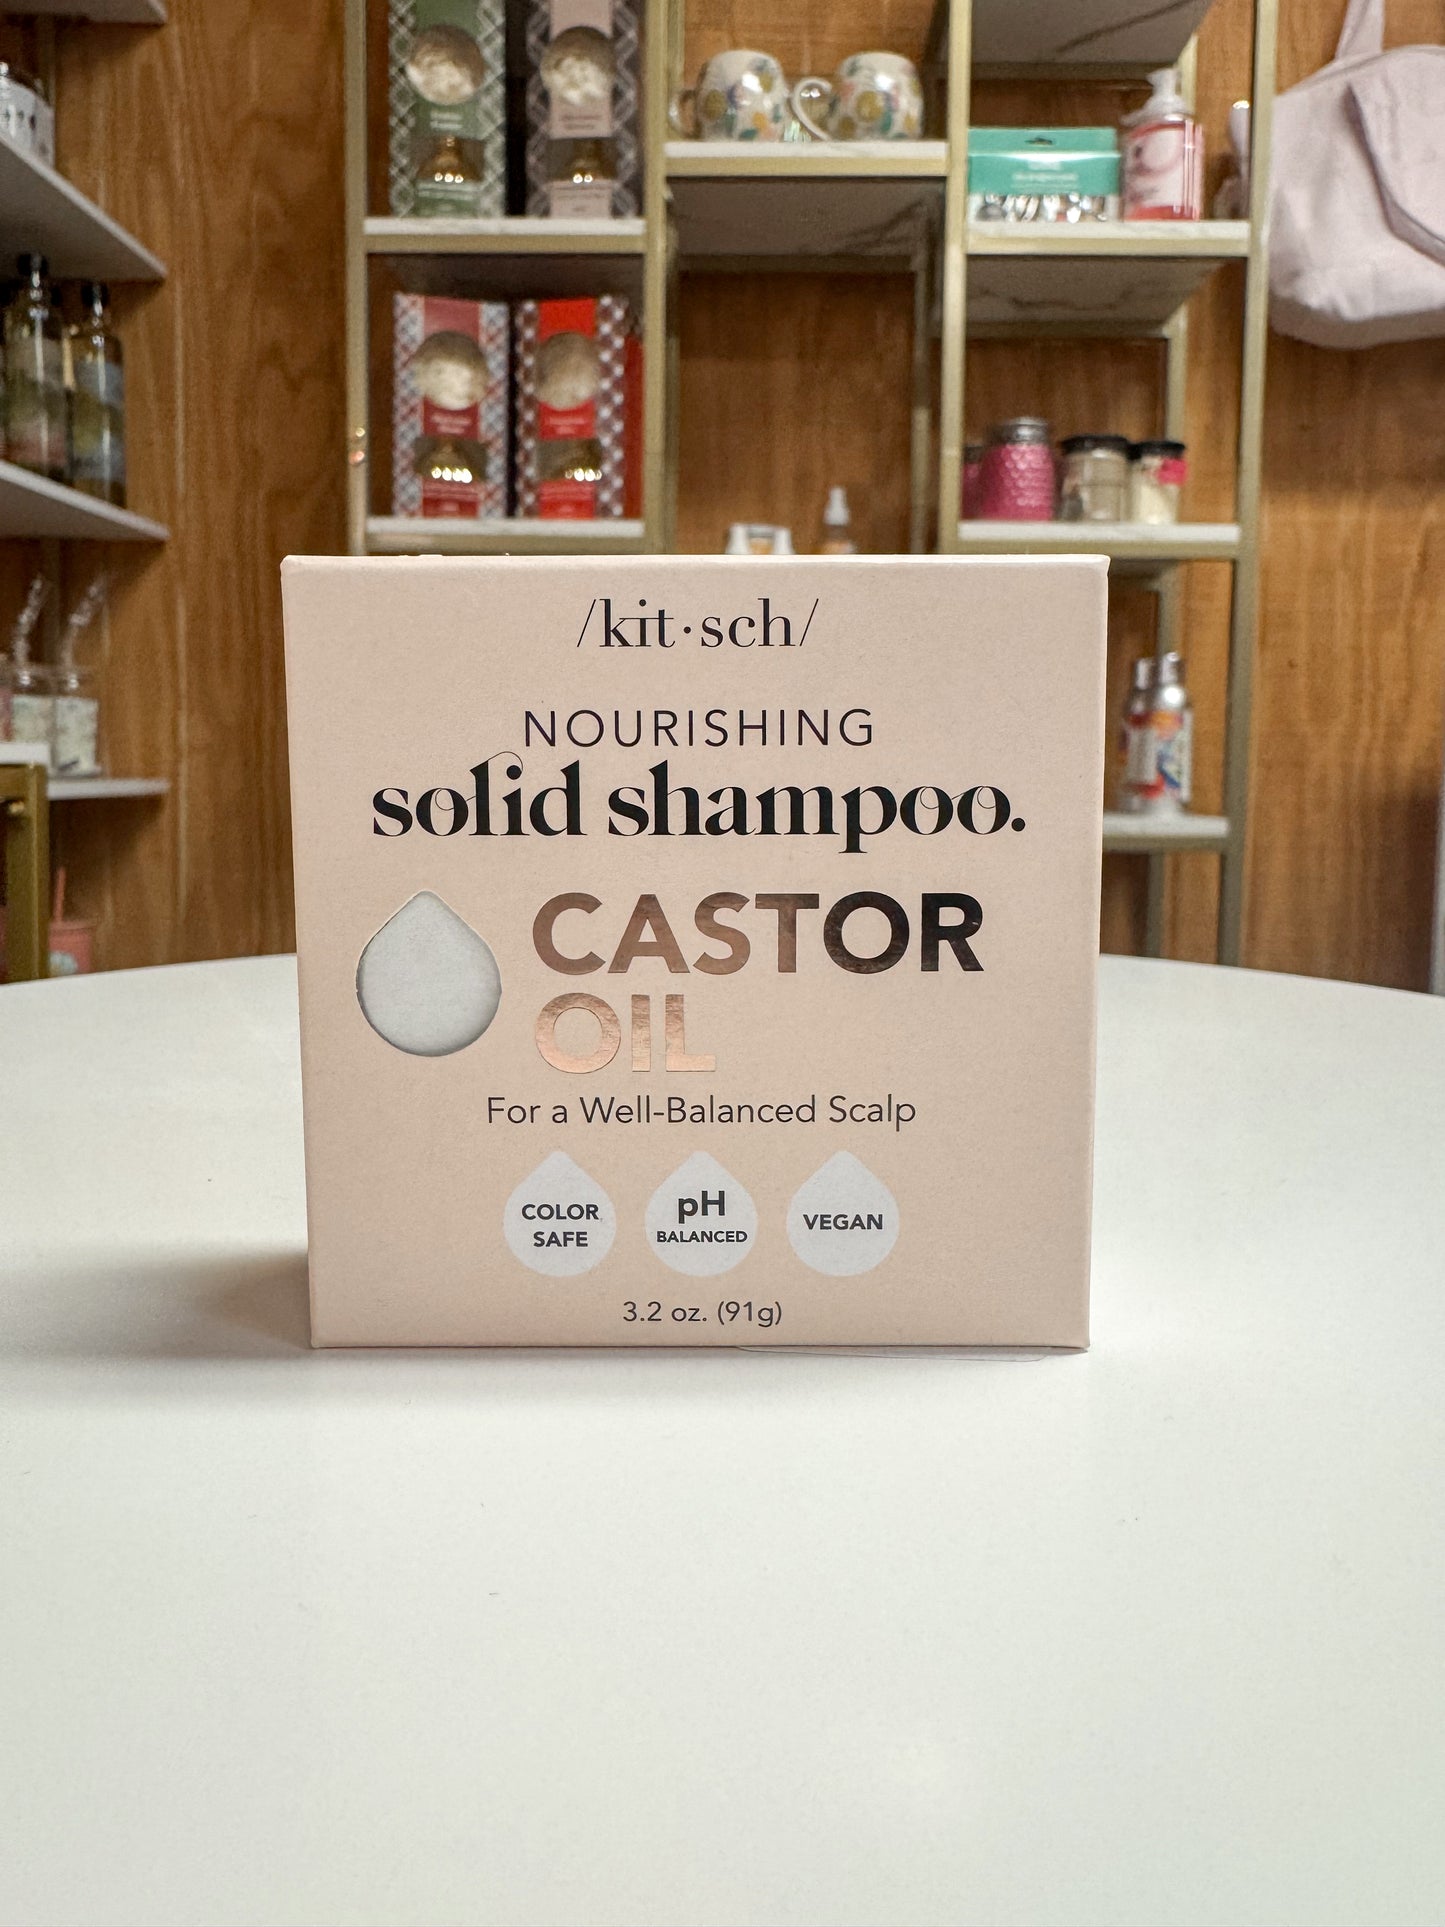 /kit·sch/
NOURISHING
solid shampoo.
CASTOR
OIL
For a Well-Balanced Scalp
COLOR
SAFE
pH
BALANCED
VEGAN
3.2 oz. (91g)